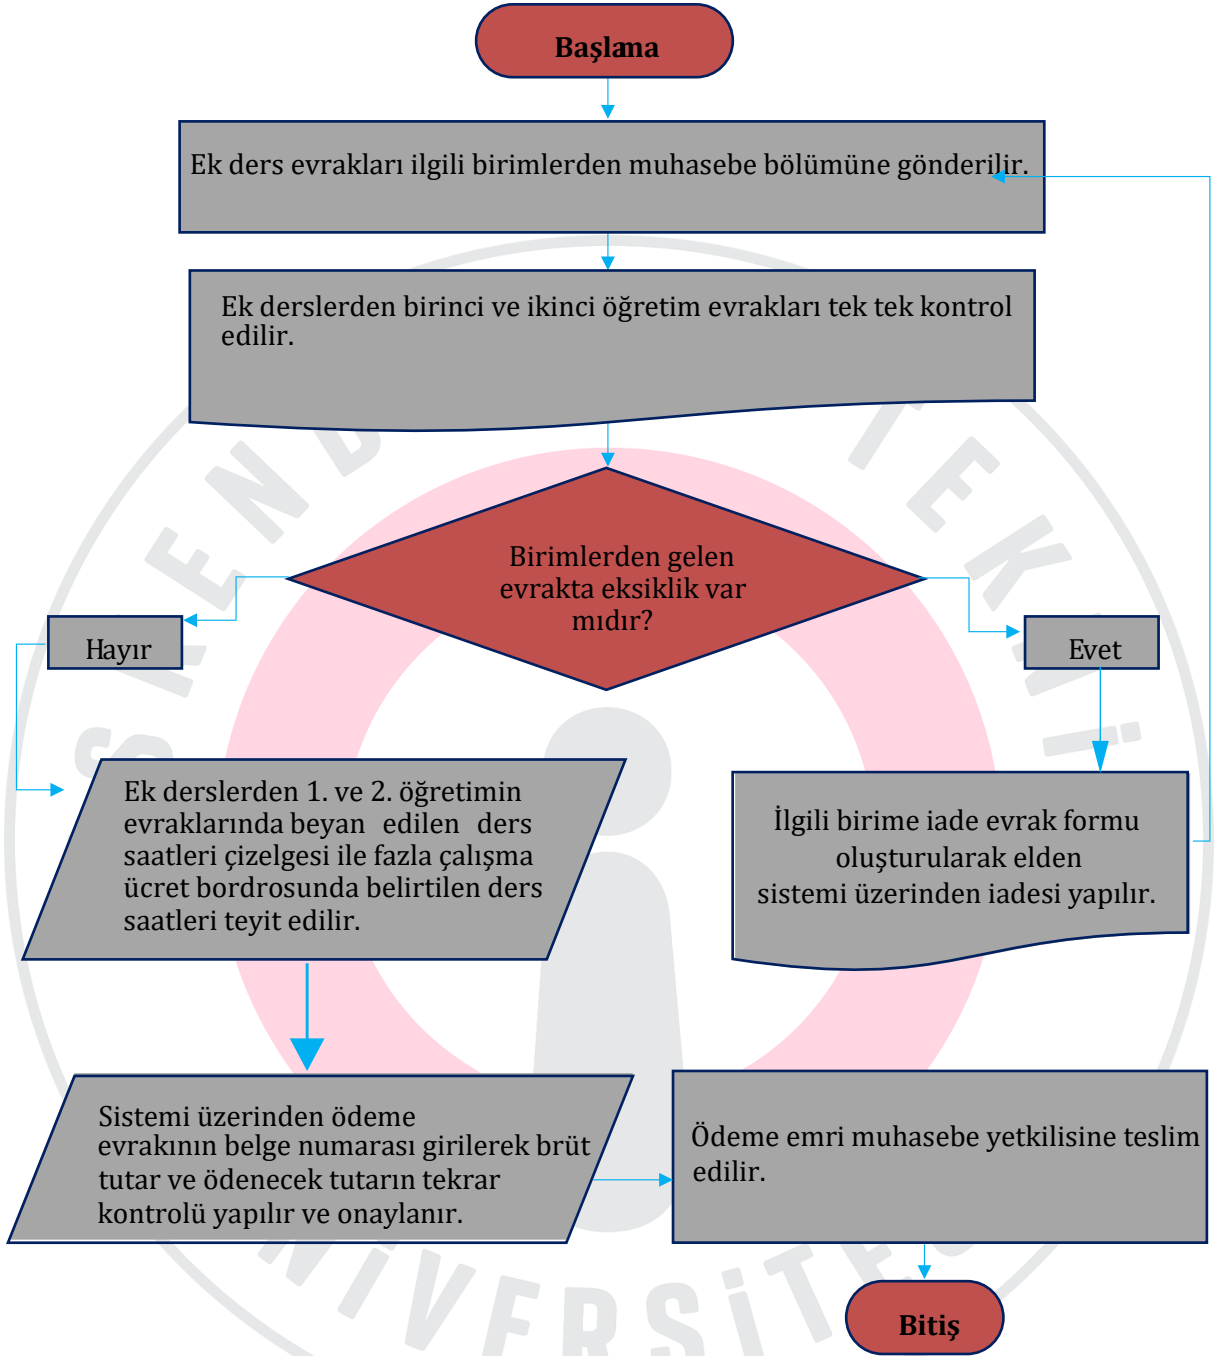 Başlama
Ek ders evrakları ilgili birimlerden muhasebe bölümüne gönderilir.
Ek derslerden birinci ve ikinci öğretim evrakları tek tek kontrol
edilir.
Birimlerden gelen
evrakta eksiklik var
mıdır?
Hayır
Evet
Ek derslerden 1. ve 2. öğretimin
evraklarında beyan edilen ders
saatleri çizelgesi ile fazla çalışma
ücret bordrosunda belirtilen ders
saatleri teyit edilir.
İlgili birime iade evrak formu
oluşturularak elden
sistemi üzerinden iadesi yapılır.
Sistemi üzerinden ödeme
evrakının belge numarası girilerek brüt
tutar ve ödenecek tutarın tekrar
kontrolü yapılır ve onaylanır.
Ödeme emri muhasebe yetkilisine teslim
edilir.
Bitiş